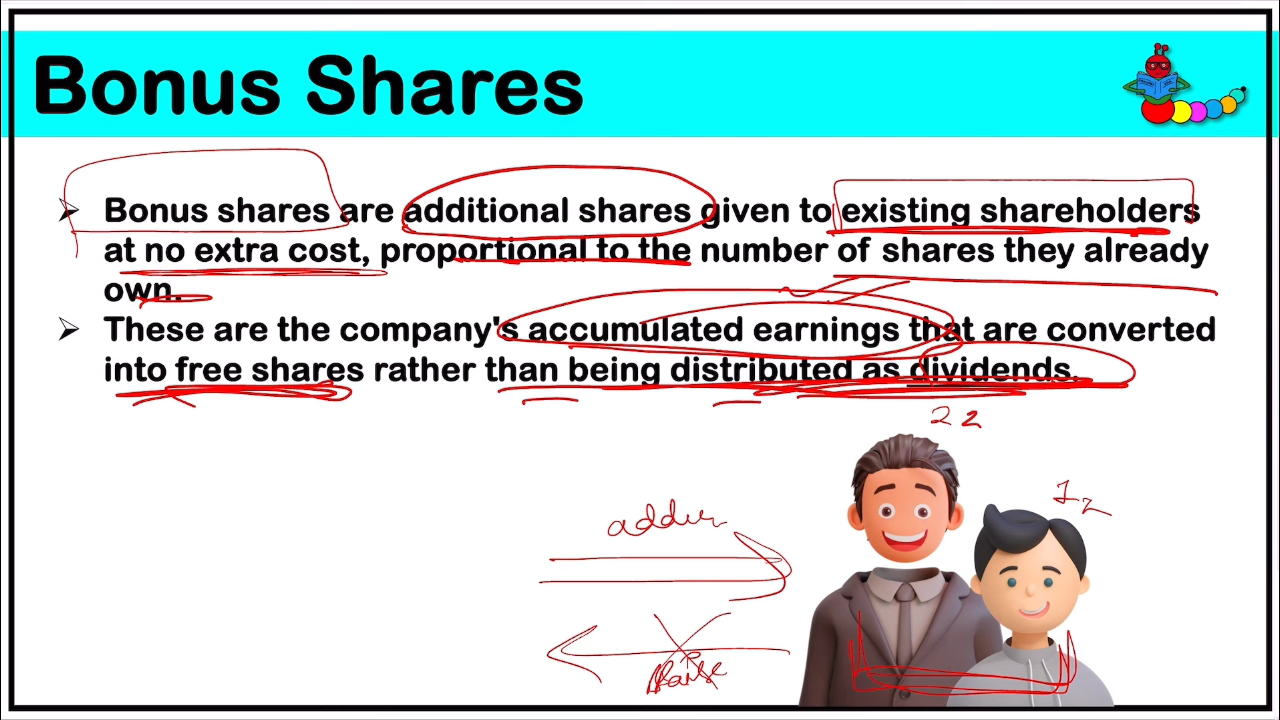 Bonus Shares
➤ Bonus shares are additional shares given to existing shareholders
at no extra cost, proportional to the number of shares they already
own.
➤ These are the company's accumulated earnings that are converted
into free shares rather than being distributed as dividends.